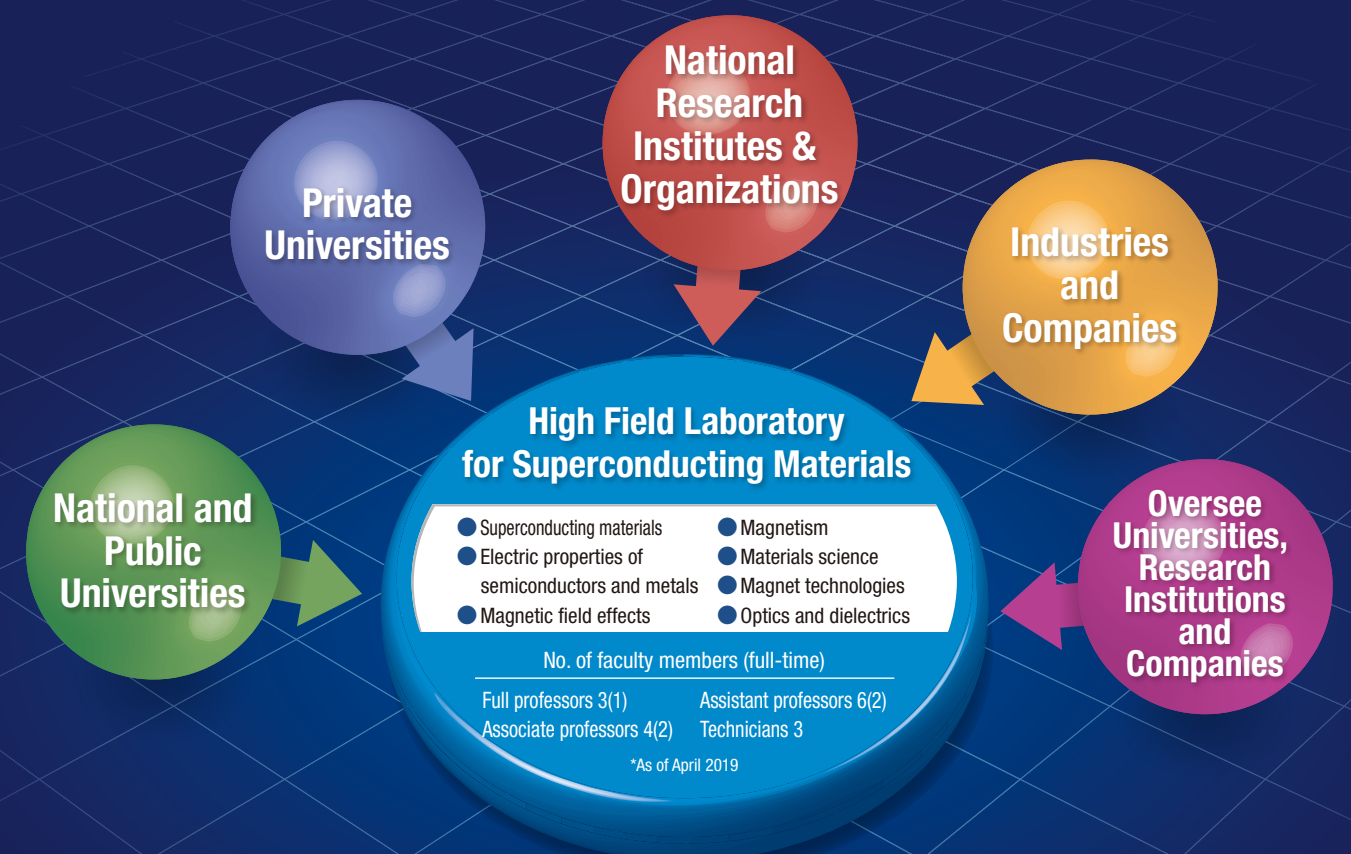 National
Research
Institutes &
Organizations
Private
Universities
Industries
and
Companies
National and
Public
Universities
Oversee
Universities,
Research
Institutions
and
Companies
High Field Laboratory
for Superconducting Materials
● Superconducting materials
● Electric properties of
semiconductors and metals
● Magnetic field effects
● Magnetism
● Materials science
● Magnet technologies
● Optics and dielectrics
No. of faculty members (full-time)
Full professors 3(1)
Associate professors 4(2)
Assistant professors 6(2)
Technicians 3
*As of April 2019